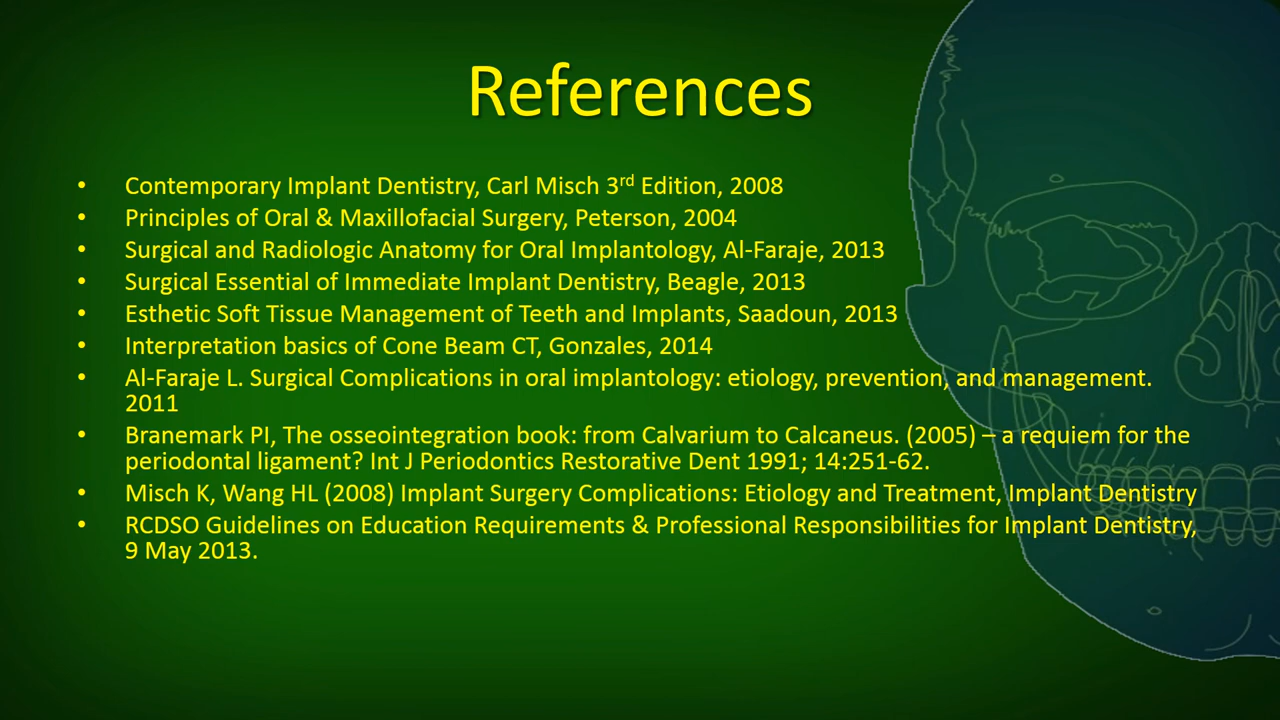 References
• Contemporary Implant Dentistry, Carl Misch 3rd Edition, 2008
• Principles of Oral & Maxillofacial Surgery, Peterson, 2004
• Surgical and Radiologic Anatomy for Oral Implantology, Al-Faraje, 2013
• Surgical Essential of Immediate Implant Dentistry, Beagle, 2013
• Esthetic Soft Tissue Management of Teeth and Implants, Saadoun, 2013
• Interpretation basics of Cone Beam CT, Gonzales, 2014
• Al-Faraje L. Surgical Complications in oral implantology: etiology, prevention, and management.
2011
• Branemark PI, The osseointegration book: from Calvarium to Calcaneus. (2005) – a requiem for the
periodontal ligament? Int J Periodontics Restorative Dent 1991; 14:251-62.
• Misch K, Wang HL (2008) Implant Surgery Complications: Etiology and Treatment, Implant Dentistry
• RCDSO Guidelines on Education Requirements & Professional Responsibilities for Implant Dentistry,
9 May 2013.